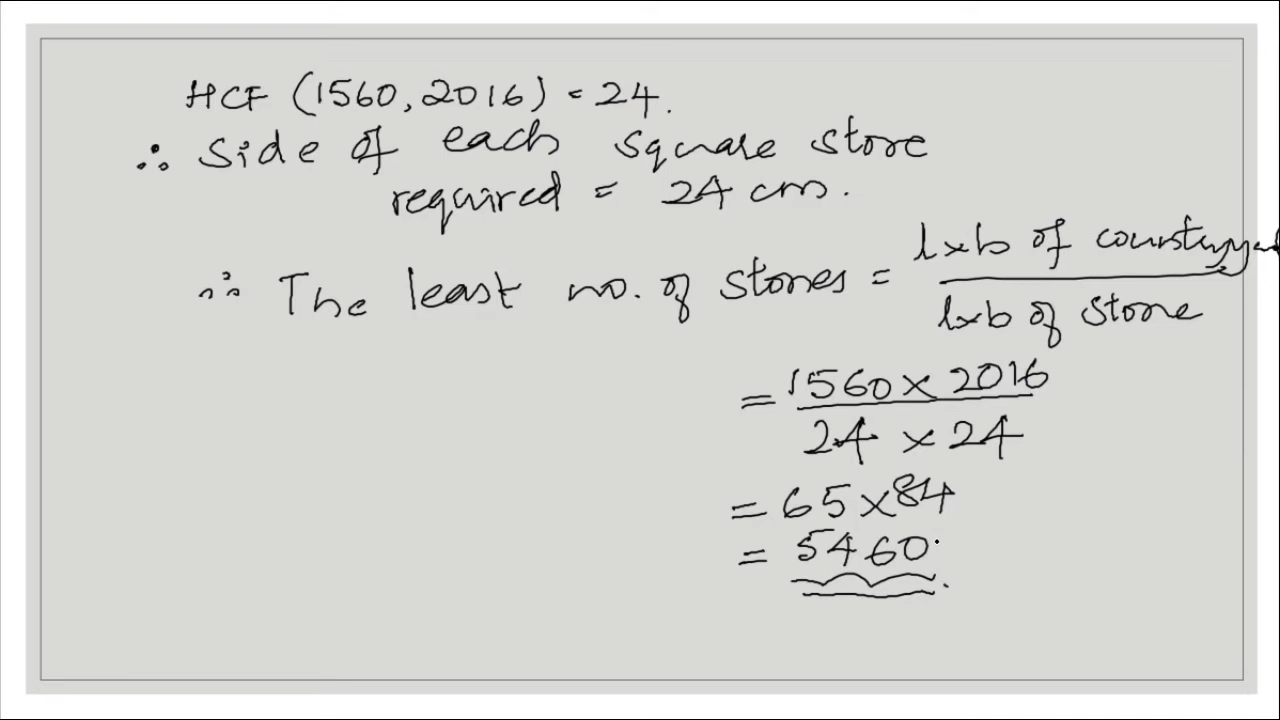 HCF (1560, 2016) = 24.
∴ Side of each square stone
required = 24 cm.
∴ The least no. of stones = l×b of courtyard
l×b of stone
= 1560 × 2016
24 × 24
= 65 × 84
= 5460.